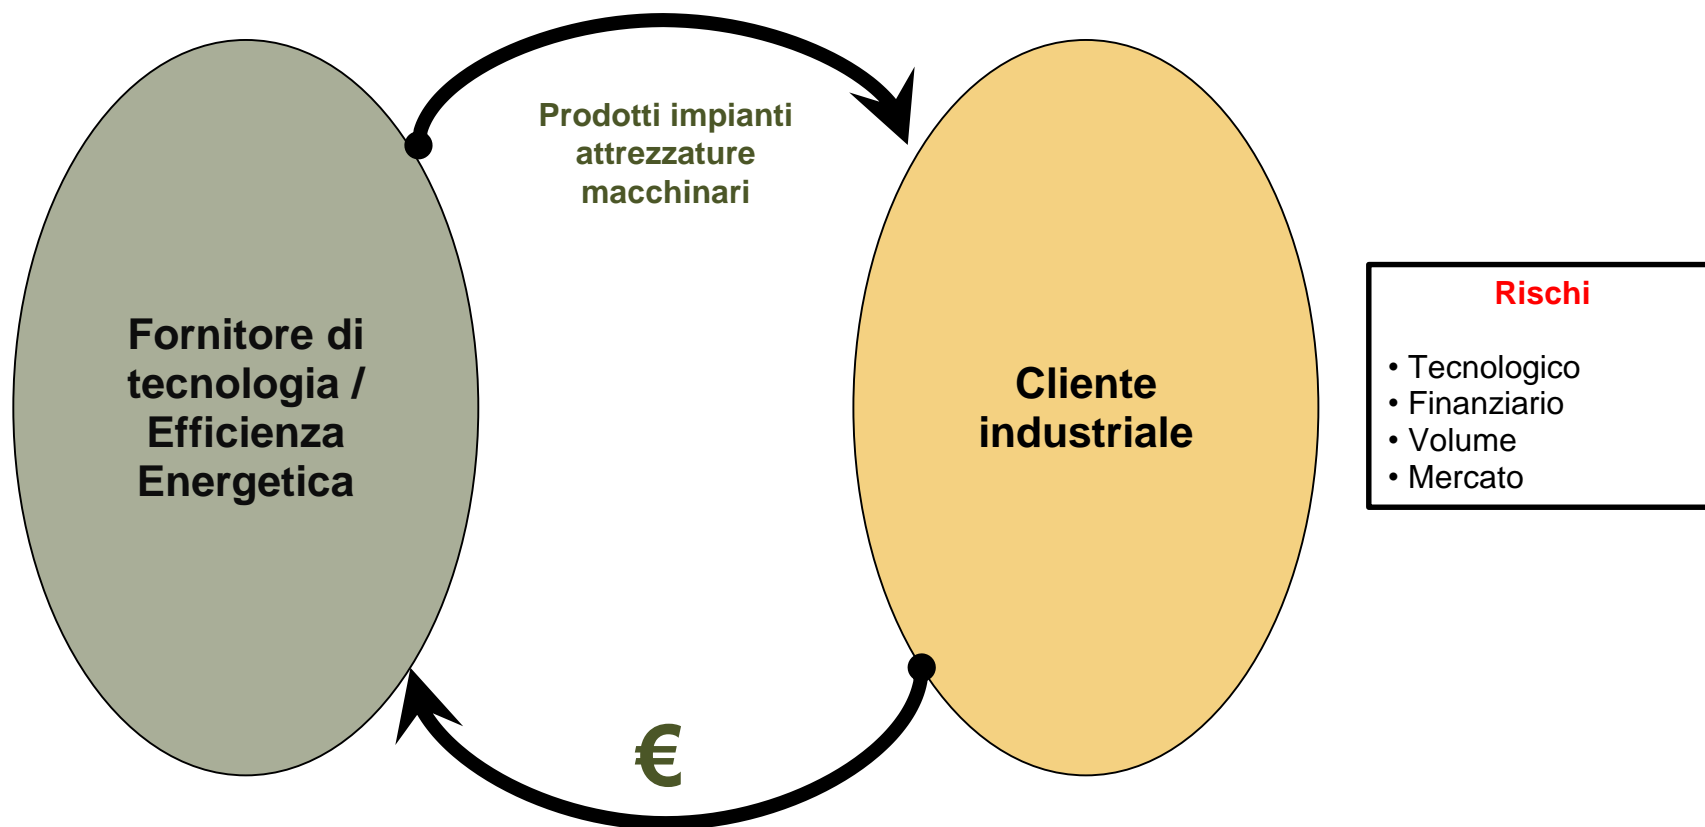 Prodotti impianti
attrezzature
macchinari
Fornitore di
tecnologia /
Efficienza
Energetica
Cliente
industriale
Rischi
• Tecnologico
• Finanziario
• Volume
• Mercato
€